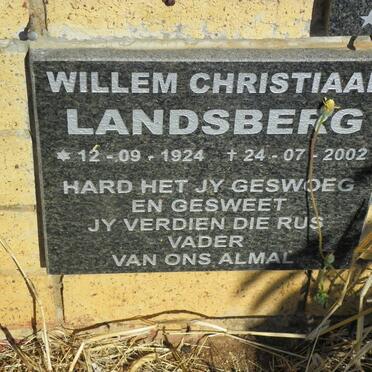 WILLEM CHRISTIAAN
LANDSBERG
* 12 - 09 - 1924 † 24 - 07 - 2002
HARD HET JY GESWOEG
EN GESWEET
JY VERDIEN DIE RUS
VADER
VAN ONS ALMAL